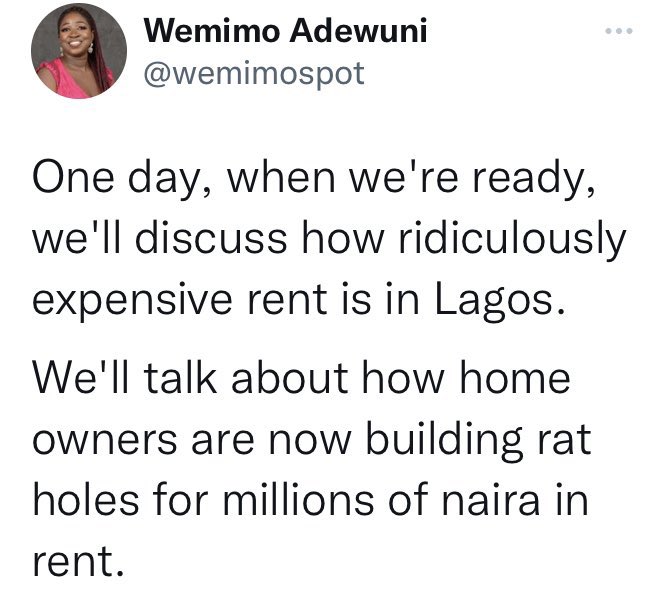 Wemimo Adewuni
@wemimospot
One day, when we're ready,
we'll discuss how ridiculously
expensive rent is in Lagos.
We'll talk about how home
owners are now building rat
holes for millions of naira in
rent.